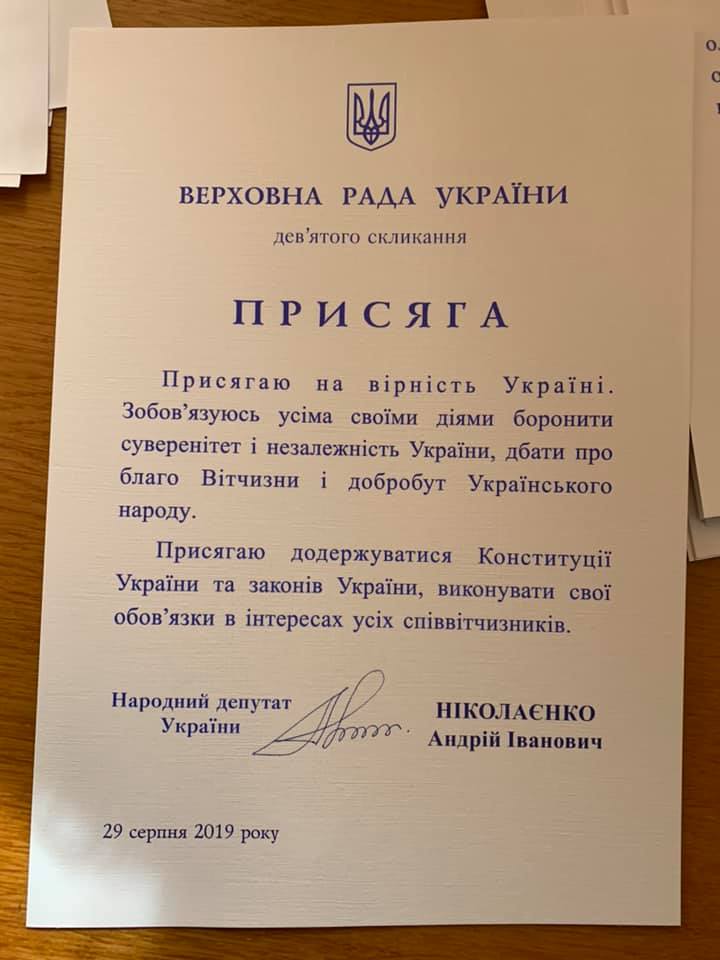 ВЕРХОВНА РАДА УКРАЇНИ
дев’ятого скликання
ПРИСЯГА
Присягаю на вірність Україні.
Зобов’язуюсь усіма своїми діями боронити
суверенітет і незалежність України, дбати про
благо Вітчизни і добробут Українського
народу.
Присягаю додержуватися Конституції
України та законів України, виконувати свої
обов’язки в інтересах усіх співвітчизників.
Народний депутат
України
НІКОЛАЄНКО
Андрій Іванович
29 серпня 2019 року